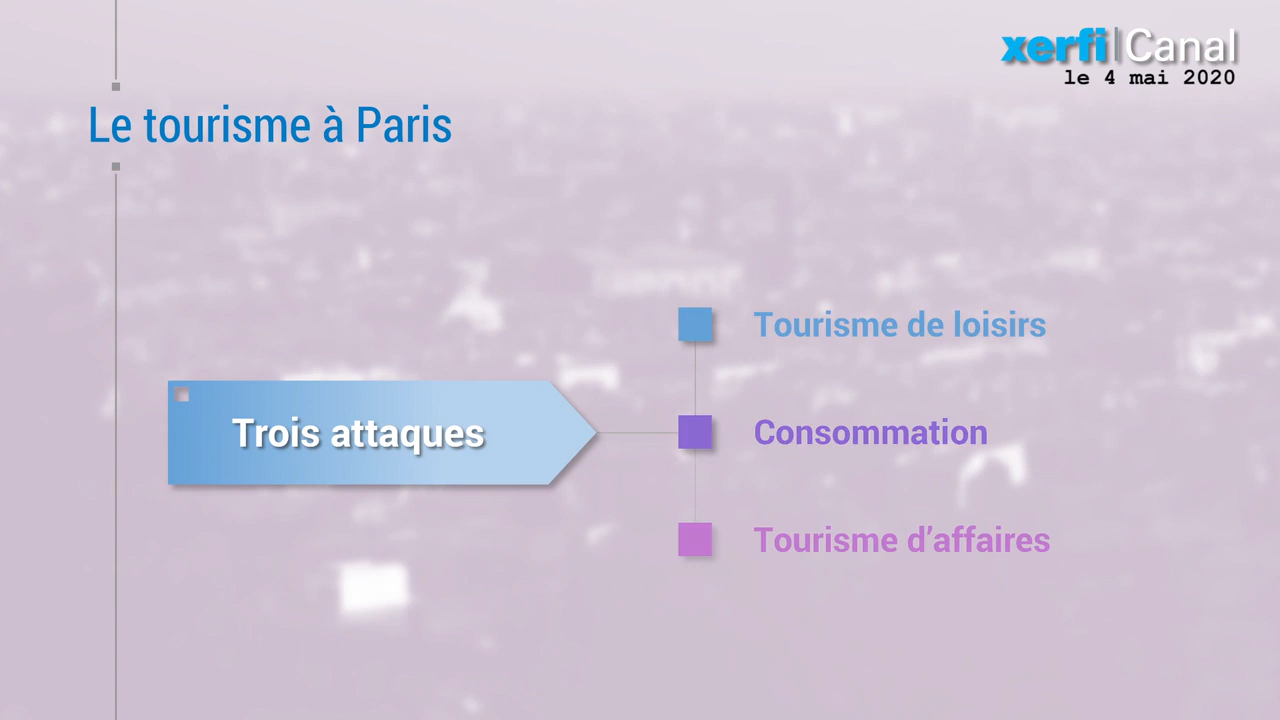 xerfi Canal
le 4 mai 2020
Le tourisme à Paris
Tourisme de loisirs
Trois attaques
Consommation
Tourisme d’affaires